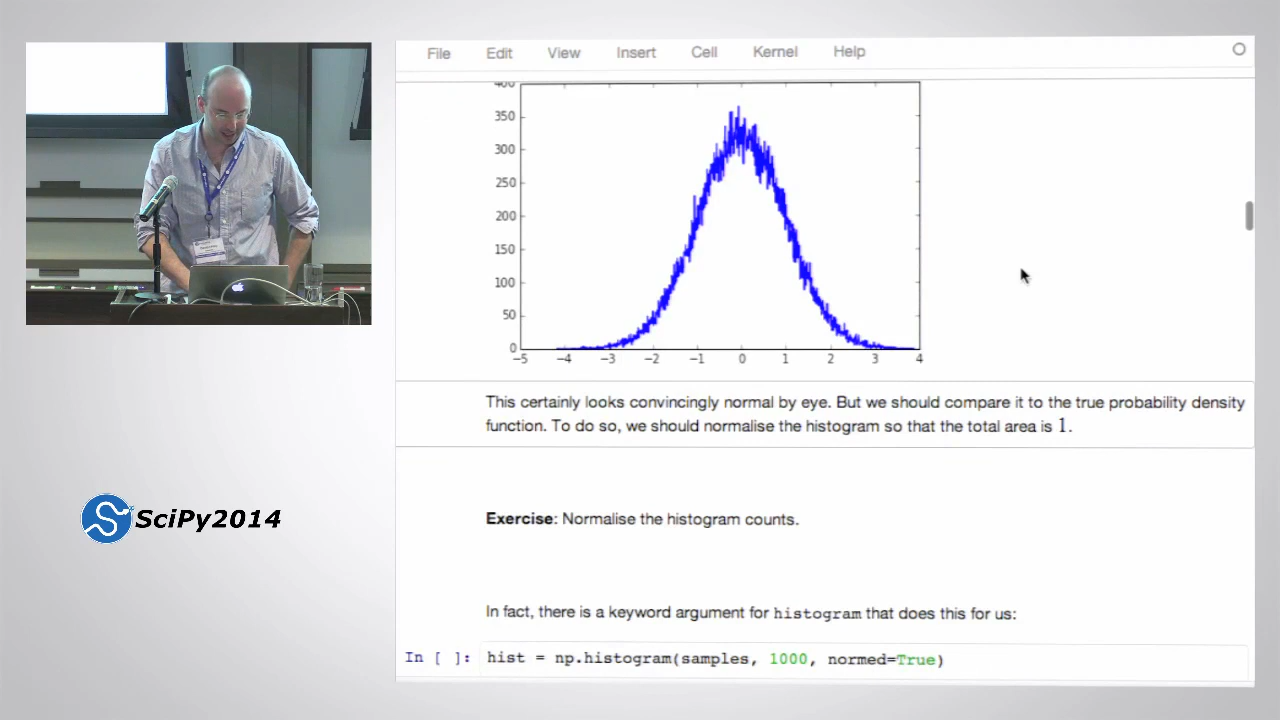 File Edit View Insert Cell Kernel Help
400
350
300
250
200
150
100
50
0
−5 −4 −3 −2 −1 0 1 2 3 4
This certainly looks convincingly normal by eye. But we should compare it to the true probability density
function. To do so, we should normalise the histogram so that the total area is 1.
SciPy2014
Exercise: Normalise the histogram counts.
In fact, there is a keyword argument for histogram that does this for us:
In [ ]: hist = np.histogram(samples, 1000, normed=True)